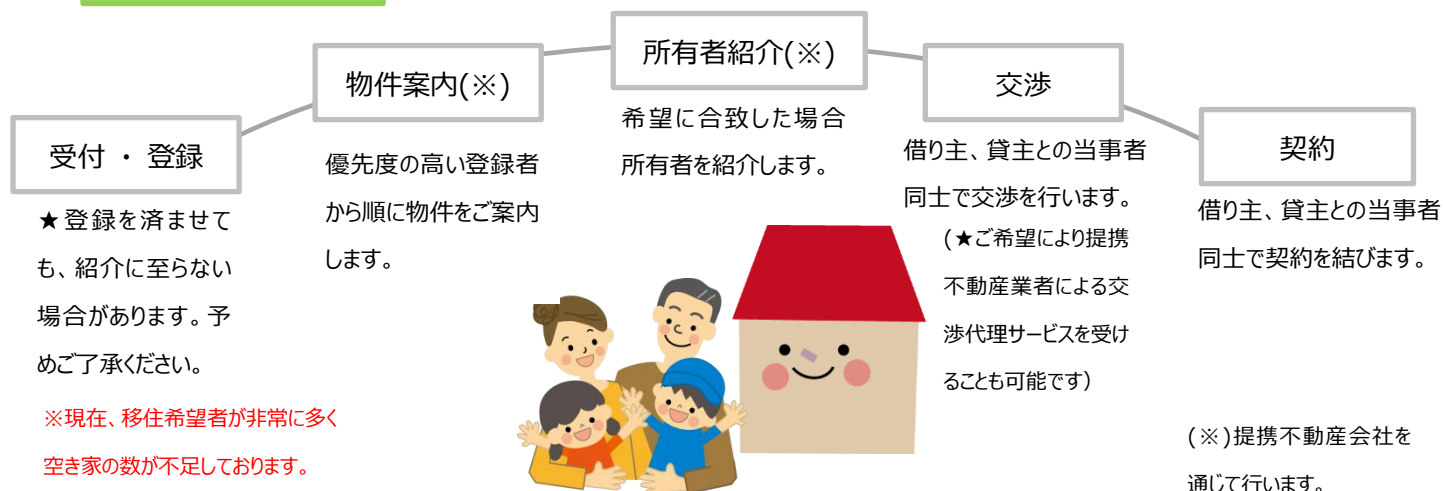 受付 ・ 登録
★登録を済ませて
も、紹介に至らない
場合があります。予
めご了承ください。
※現在、移住希望者が非常に多く
空き家の数が不足しております。
物件案内(※)
優先度の高い登録者
から順に物件をご案内
します。
所有者紹介(※)
希望に合致した場合
所有者を紹介します。
交渉
借り主、貸主との当事者
同士で交渉を行います。
(★ご希望により提携
不動産業者による交
渉代理サービスを受け
ることも可能です)
契約
借り主、貸主との当事者
同士で契約を結びます。
(※)提携不動産会社を
通じて行います。